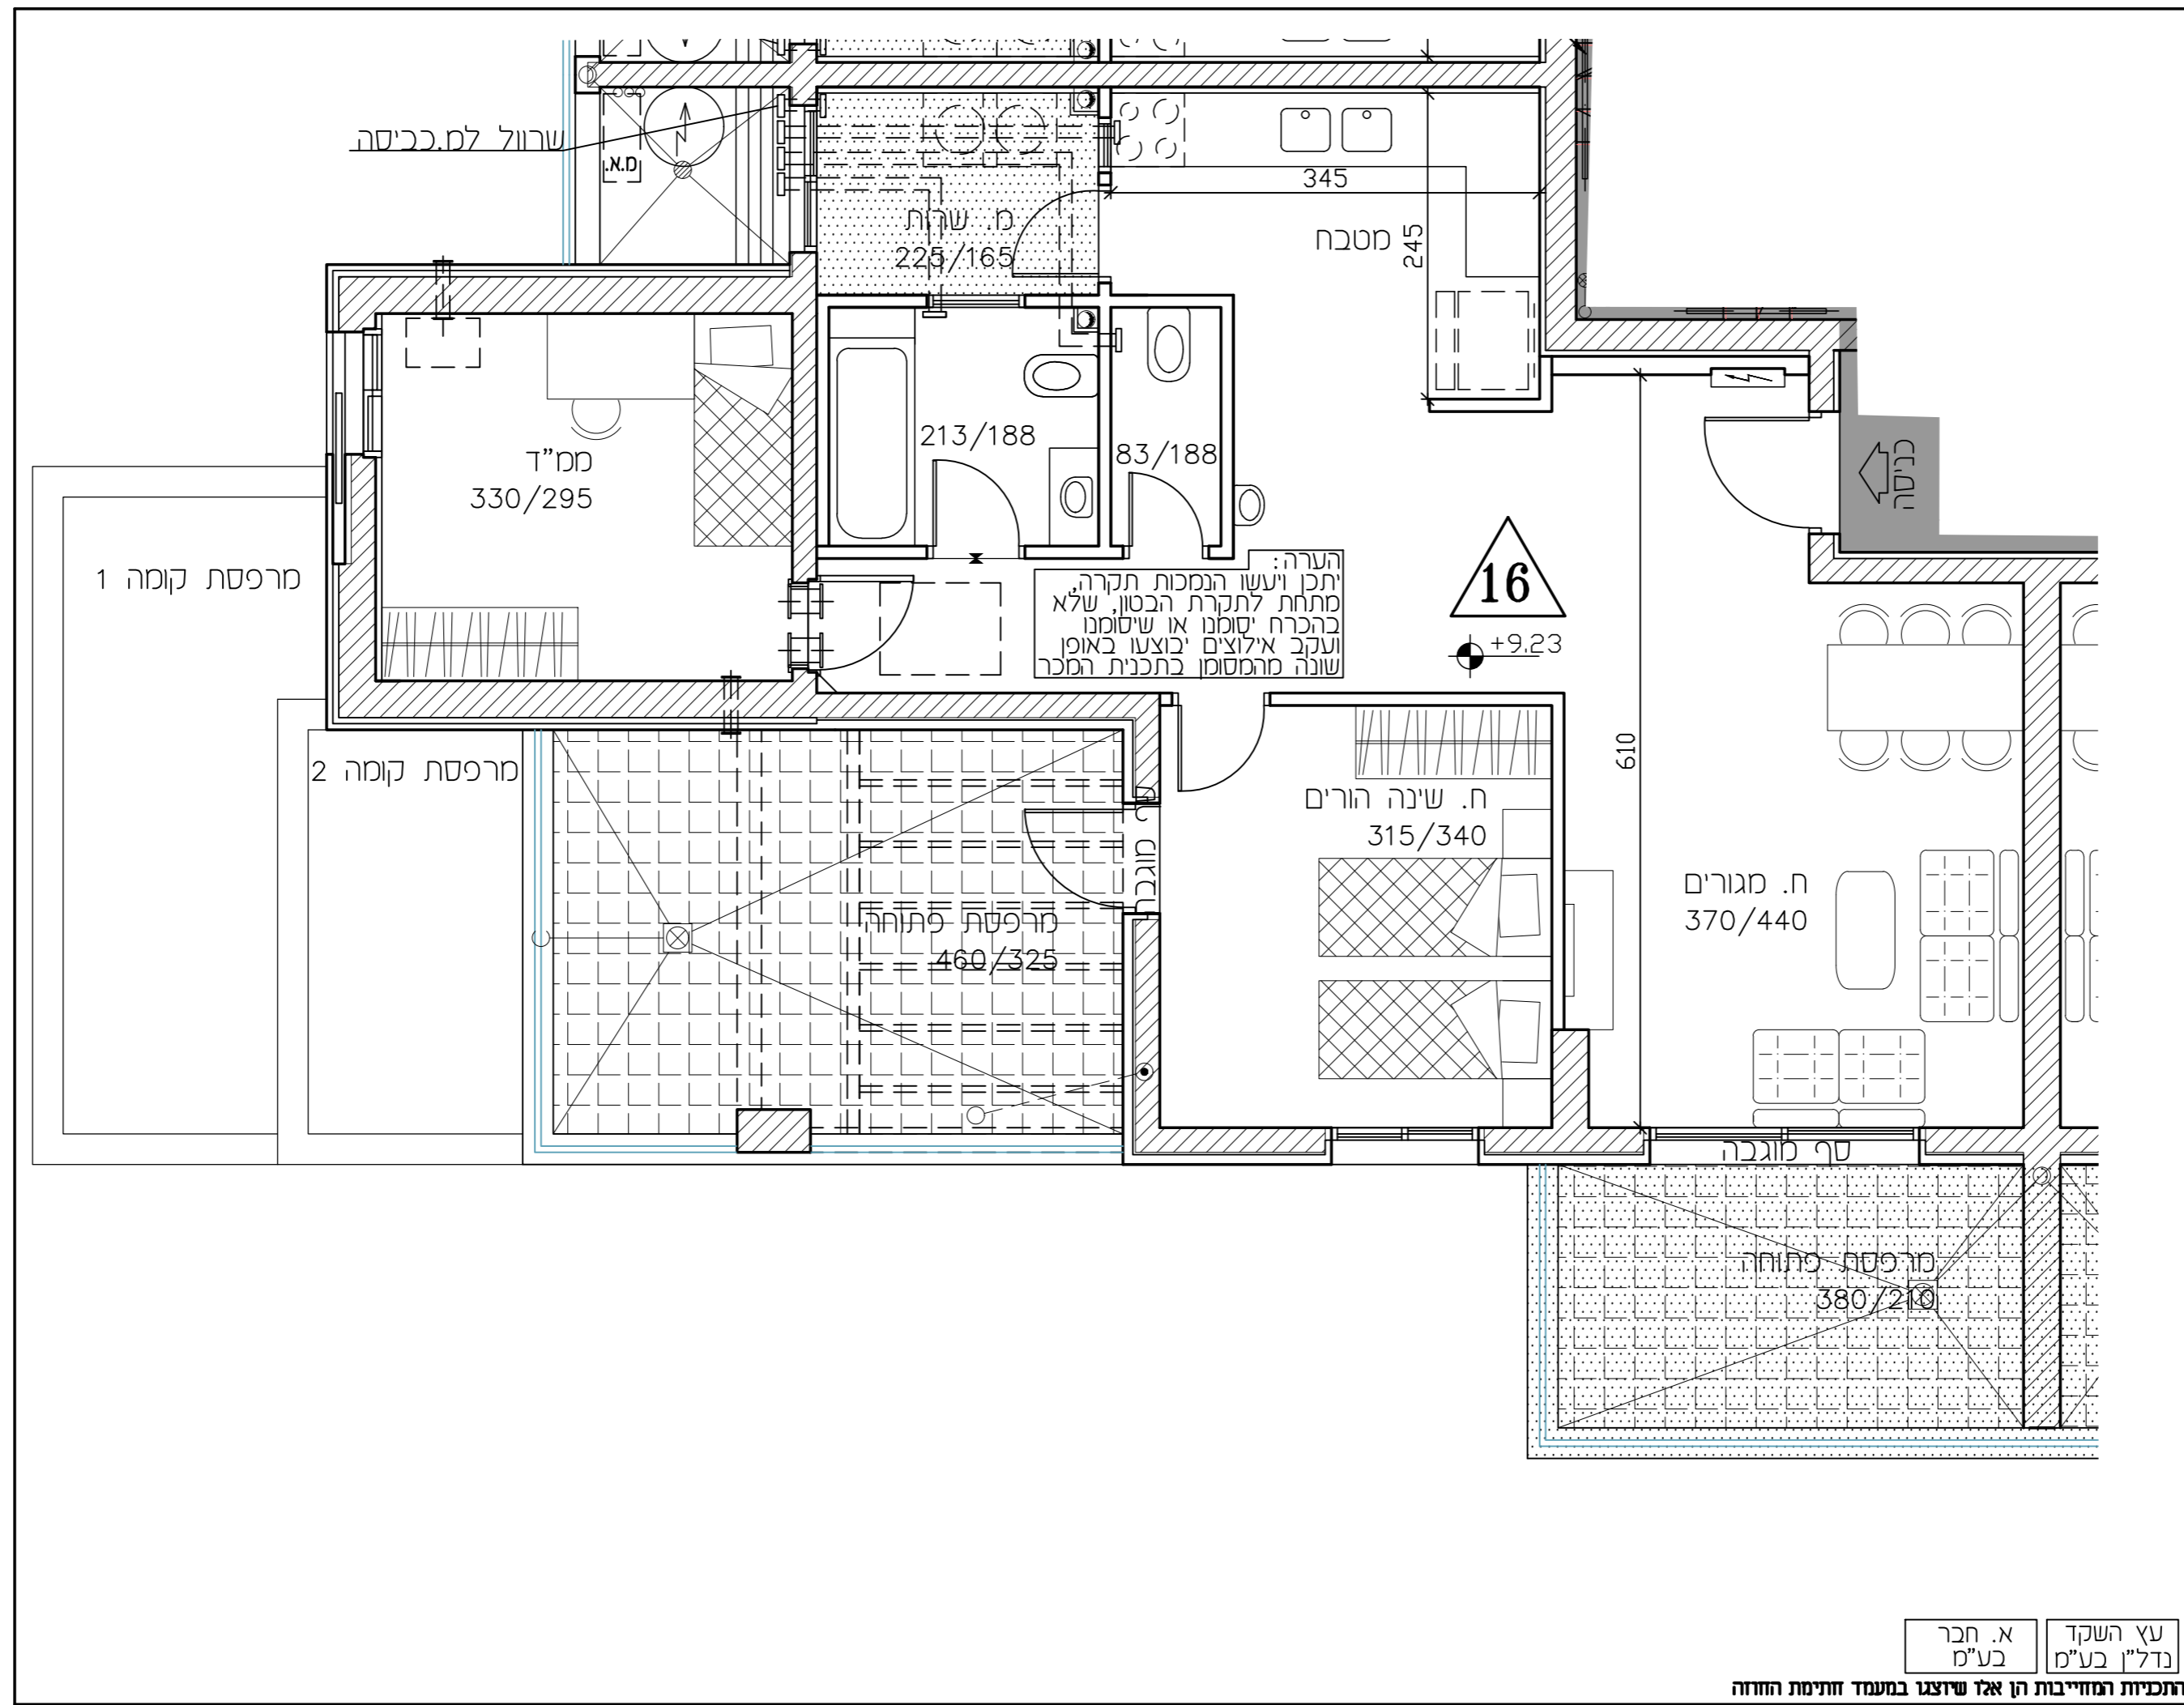 שרוול למ.כביסה
מ.א.
מ. שרות
225/165
345
מטבח
245
ממ"ד
330/295
213/188
83/188
כניסה
מרפסת קומה 1
הערה:
יתכן ויעשו הנמכות תקרה,
מתחת לתקרת הבטון, שלא
בהכרח יסומנו או שיסומנו
ועקב אילוצים יבוצעו באופן
שונה מהמסומן בתכנית המכר
16
+9.23
מרפסת קומה 2
610
ח. שינה הורים
315/340
סף מוגבה
ח. מגורים
370/440
מרפסת פתוחה
460/325
סף מוגבה
מרפסת פתוחה
380/210
עץ השקד
נדל"ן בע"מ
א. חבר
בע"מ
התכניות המחייבות הן אלו שיוצגו במעמד חתימת החוזה